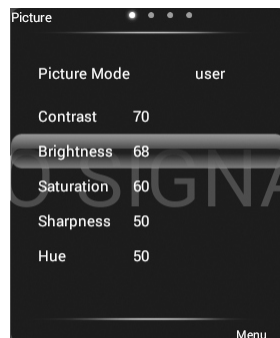 Picture
Picture Mode user
Contrast 70
Brightness 68
Saturation 60
Sharpness 50
Hue 50
Menu